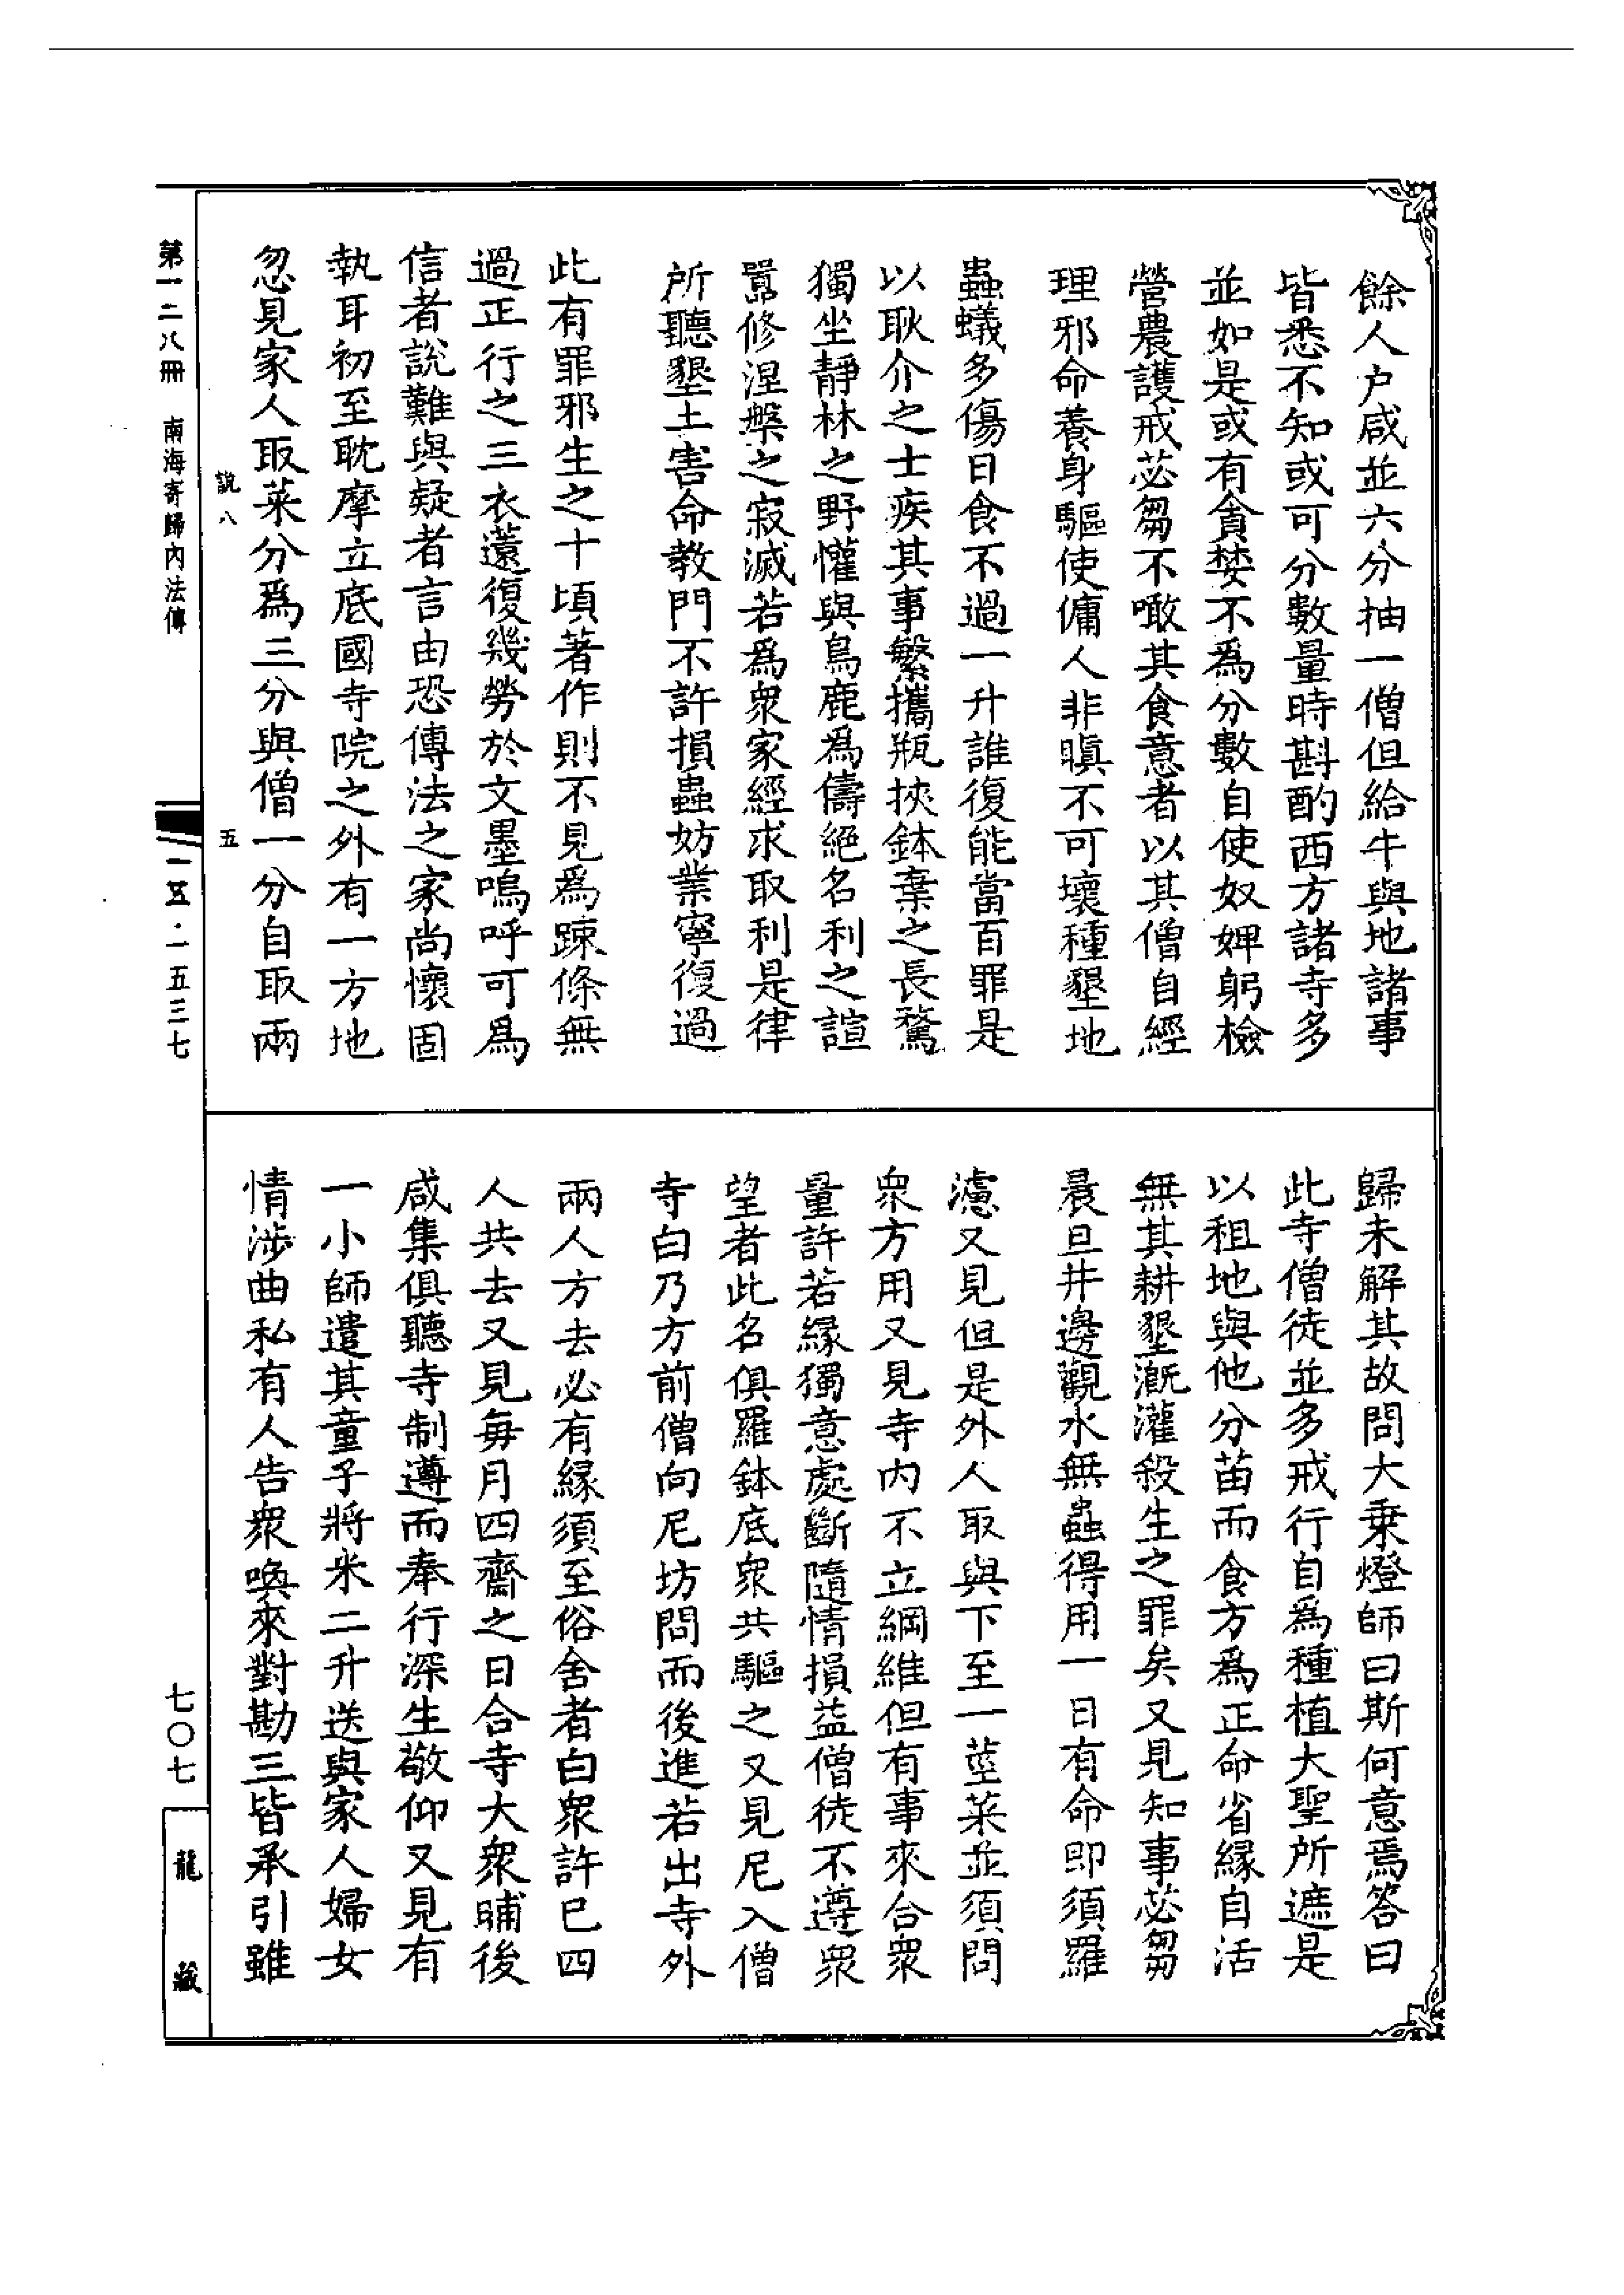 餘人户咸並六分抽一僧但給牛與地諸事
皆悉不知或可分數量時斟酌西方諸寺多
並如是或有貪婪不爲分數自使奴婢躬檢
營農護戒苾芻不噉其食意者以其僧自經
理邪命養身驅使傭人非瞋不可壞種墾地
蟲蟻多傷日食不過一升誰復能當百罪是
以耿介之士疾其事繁攜瓶挾鉢棄之長騖
獨坐靜林之野懽與鳥鹿爲儔絕名利之諠
囂修涅槃之寂滅若爲衆家經求取利是律
所聽墾土害命教門不許損蟲妨業寧復過
此有罪邪生之十頃著作則不見爲疎條無
過正行之三衣還復幾勞於文墨嗚呼可爲
信者說難與疑者言由恐傳法之家尚懷固
執耳初至耽摩立底國寺院之外有一方地
忽見家人取菜分爲三分與僧一分自取兩
說八 五
歸未解其故問大乗燈師曰斯何意焉答曰
此寺僧徒並多戒行自爲種植大聖所遮是
以租地與他分苗而食方爲正命省縁自活
無其耕墾漑灌殺生之罪矣又見知事苾芻
晨旦井邊觀水無蟲得用一日有命即須羅
濾又見但是外人取與下至一莖菜並須問
衆方用又見寺内不立綱維但有事來合衆
量許若縁獨意處斷隨情損益僧徒不遵衆
望者此名俱羅鉢底衆共驅之又見尼入僧
寺白乃方前僧向尼坊問而後進若出寺外
兩人方去必有縁須至俗舍者白衆許已四
人共去又見每月四齋之日合寺大衆晡後
咸集俱聽寺制遵而奉行深生敬仰又見有
一小師遣其童子將米二升送與家人婦女
情涉曲私有人告衆喚來對勘三皆承引雖
第一二八冊 南海寄歸內法傳 一五·一五三七 七〇七 龍藏